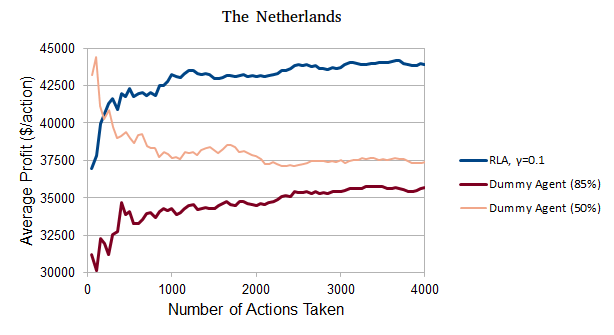 The Netherlands
45000
42500
40000
37500
35000
32500
30000
0
1000
2000
3000
4000
Average Profit ($/action)
Number of Actions Taken
RLA, γ=0.1
Dummy Agent (85%)
Dummy Agent (50%)